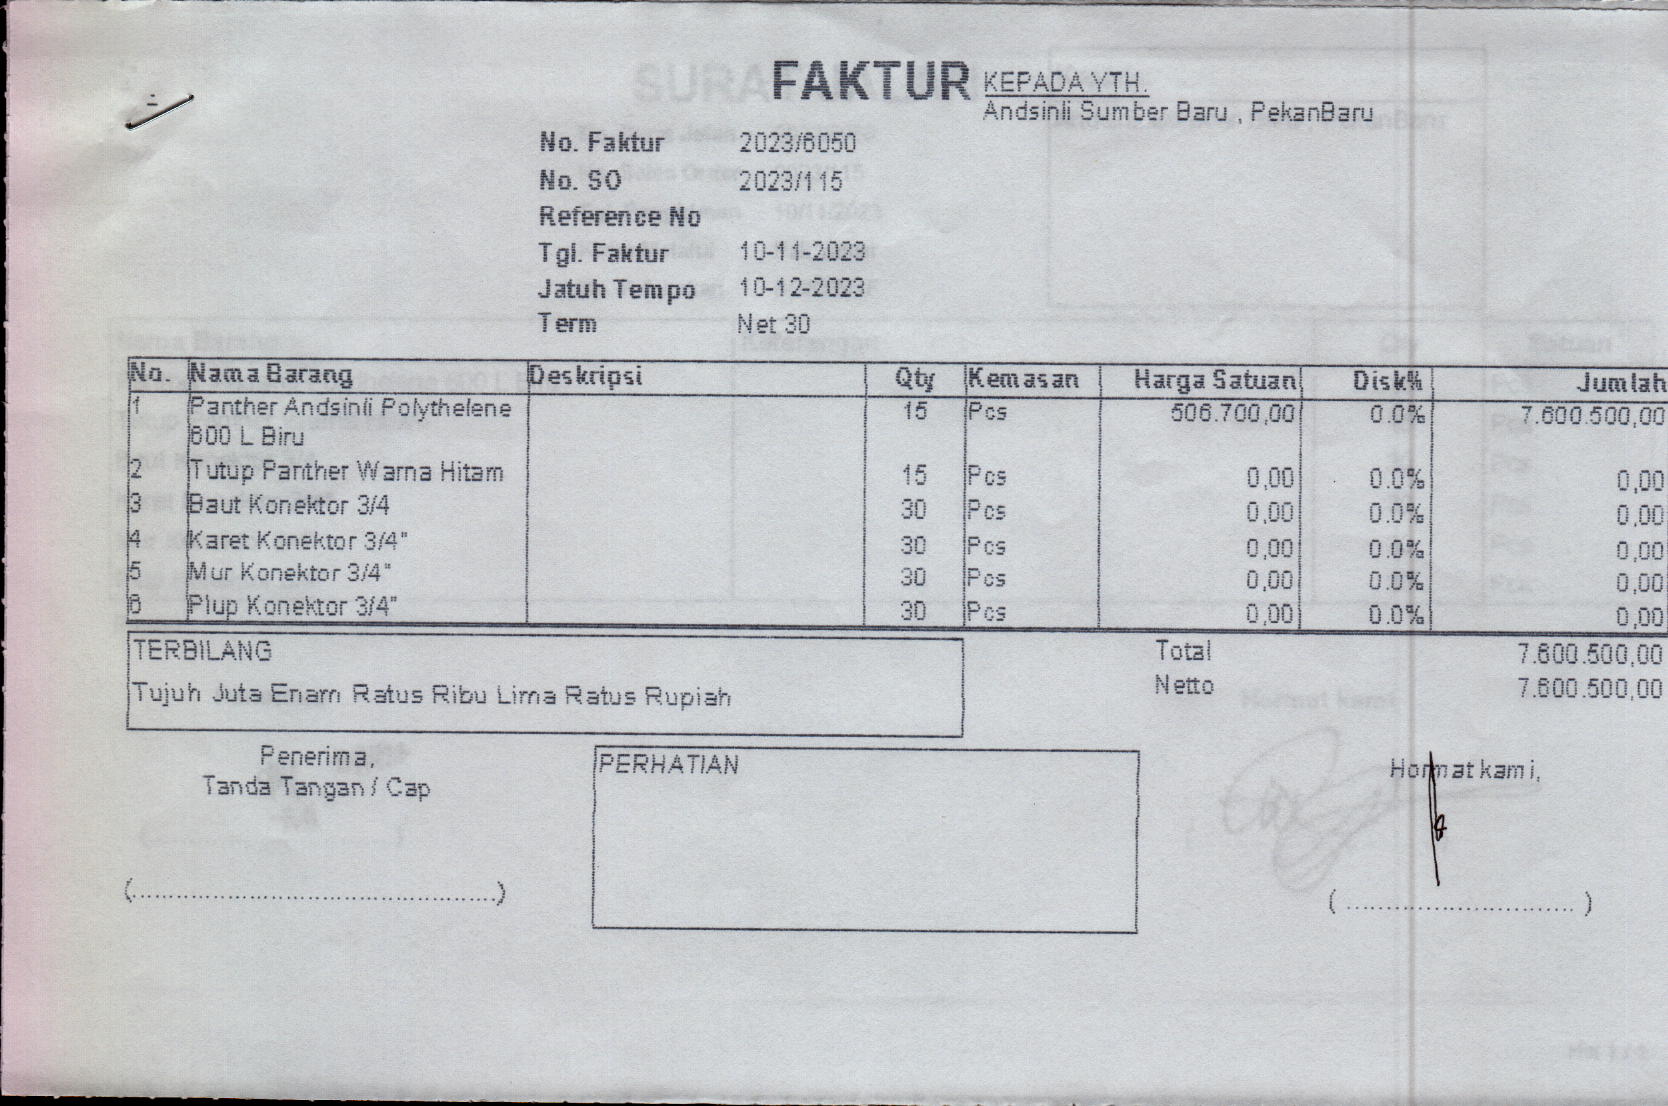 FAKTUR
KEPADA YTH.
Andsinli Sumber Baru , PekanBaru
No. Faktur 2023/6050
No. SO 2023/115
Reference No
Tgl. Faktur 10-11-2023
Jatuh Tempo 10-12-2023
Term Net 30
No. Nama Barang Deskripsi Qty Kemasan Harga Satuan Disk% Jumlah
1 Panther Andsinli Polythelene 15 Pcs 506.700,00 0.0% 7.600.500,00
600 L Biru
2 Tutup Panther Warna Hitam 15 Pcs 0,00 0.0% 0,00
3 Baut Konektor 3/4 30 Pcs 0,00 0.0% 0,00
4 Karet Konektor 3/4" 30 Pcs 0,00 0.0% 0,00
5 Mur Konektor 3/4" 30 Pcs 0,00 0.0% 0,00
6 Plup Konektor 3/4" 30 Pcs 0,00 0.0% 0,00
TERBILANG
Tujuh Juta Enam Ratus Ribu Lima Ratus Rupiah
Total 7.600.500,00
Netto 7.600.500,00
Penerima,
Tanda Tangan / Cap
(...............................................)
PERHATIAN
Hormat kami,
( ............................. )